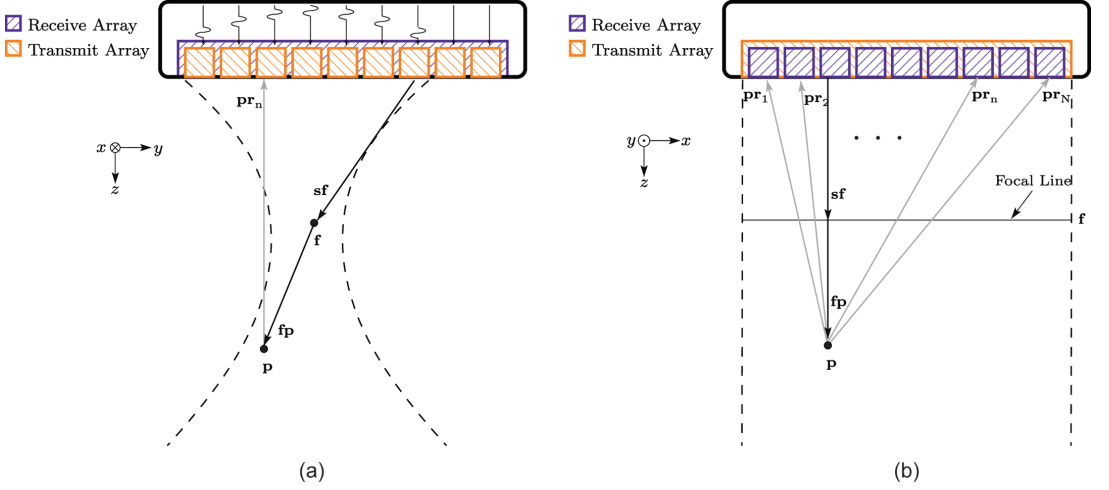 Receive Array
Transmit Array
pr_n
x
y
z
sf
f
fp
p
(a)
Receive Array
Transmit Array
pr_1
pr_2
pr_n
pr_N
y
x
z
. . .
sf
Focal Line
f
fp
p
(b)